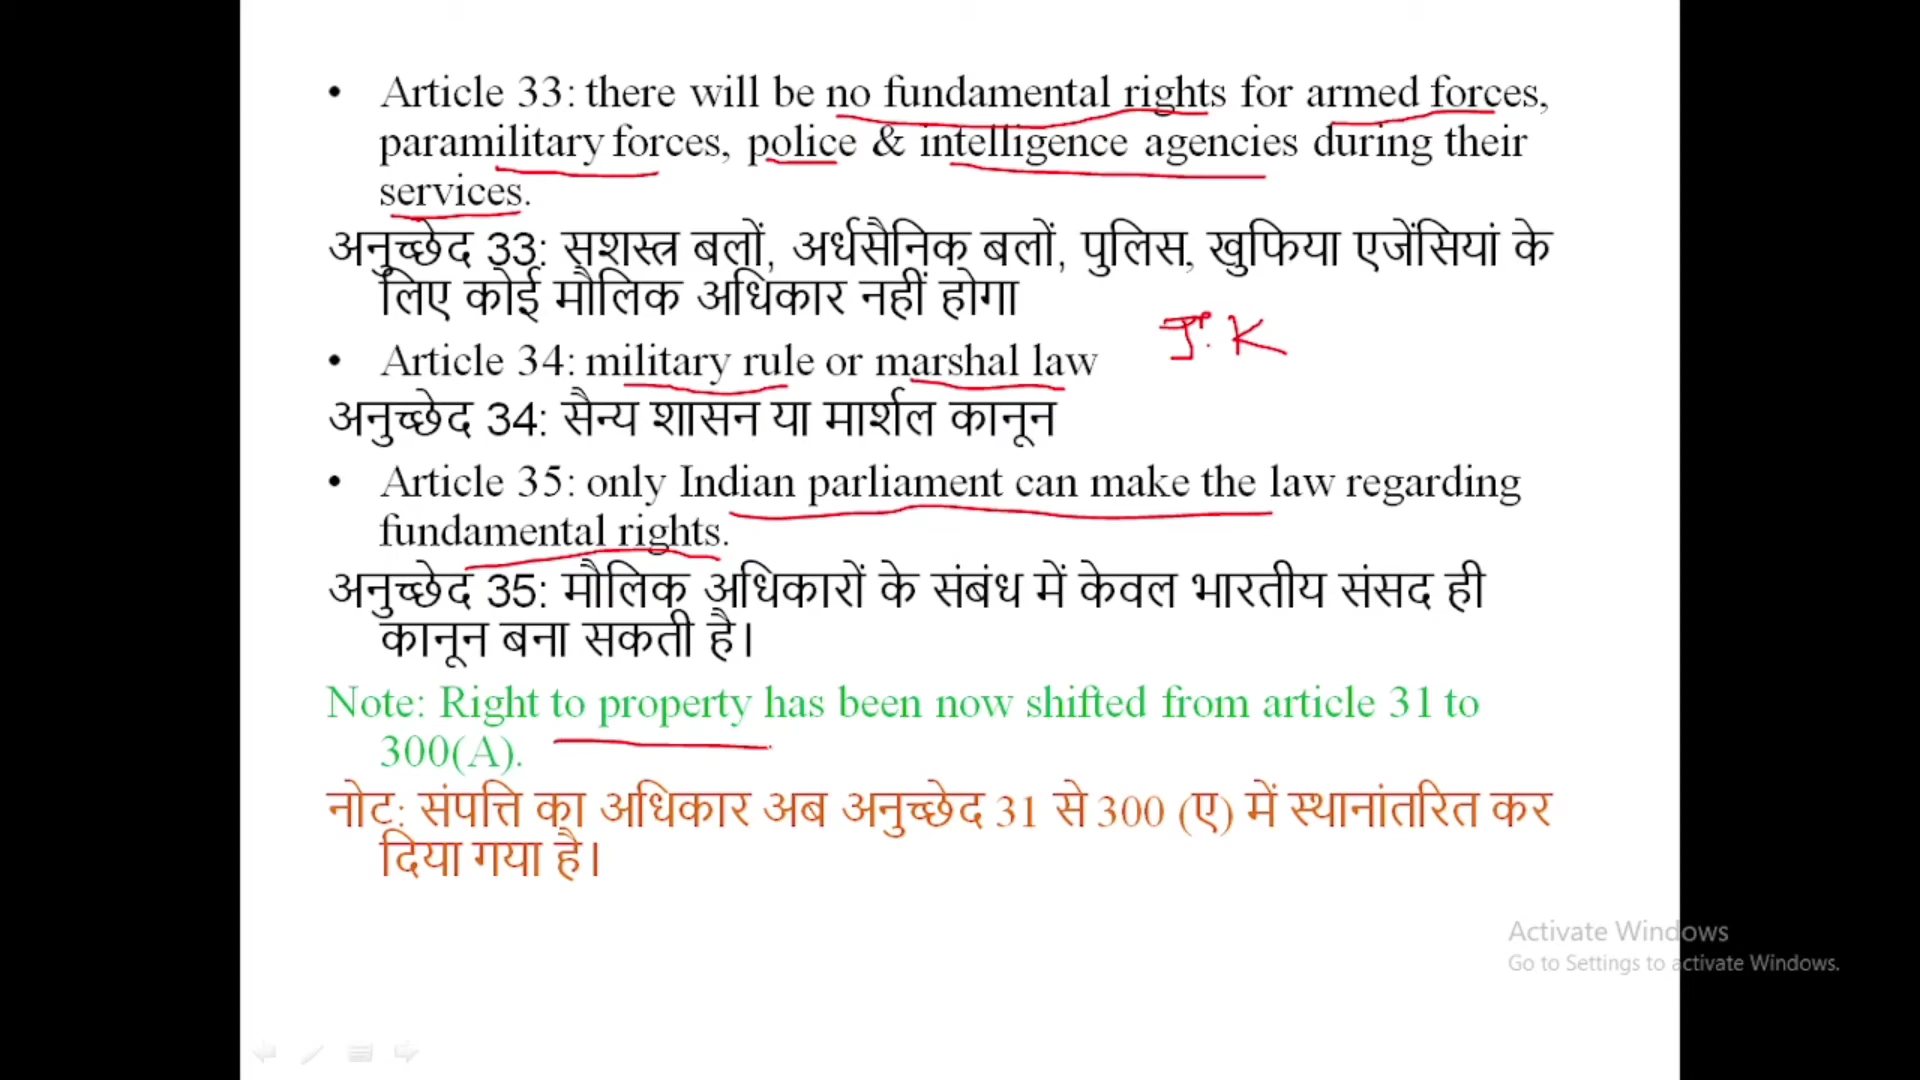 • Article 33: there will be no fundamental rights for armed forces,
paramilitary forces, police & intelligence agencies during their
services.
अनुच्छेद 33: सशस्त्र बलों, अर्धसैनिक बलों, पुलिस, खुफिया एजेंसियां के
लिए कोई मौलिक अधिकार नहीं होगा
J.K
• Article 34: military rule or marshal law
अनुच्छेद 34: सैन्य शासन या मार्शल कानून
• Article 35: only Indian parliament can make the law regarding
fundamental rights.
अनुच्छेद 35: मौलिक अधिकारों के संबंध में केवल भारतीय संसद ही
कानून बना सकती है।
Note: Right to property has been now shifted from article 31 to
300(A).
नोट: संपत्ति का अधिकार अब अनुच्छेद 31 से 300 (ए) में स्थानांतरित कर
दिया गया है।
Activate Windows
Go to Settings to activate Windows.